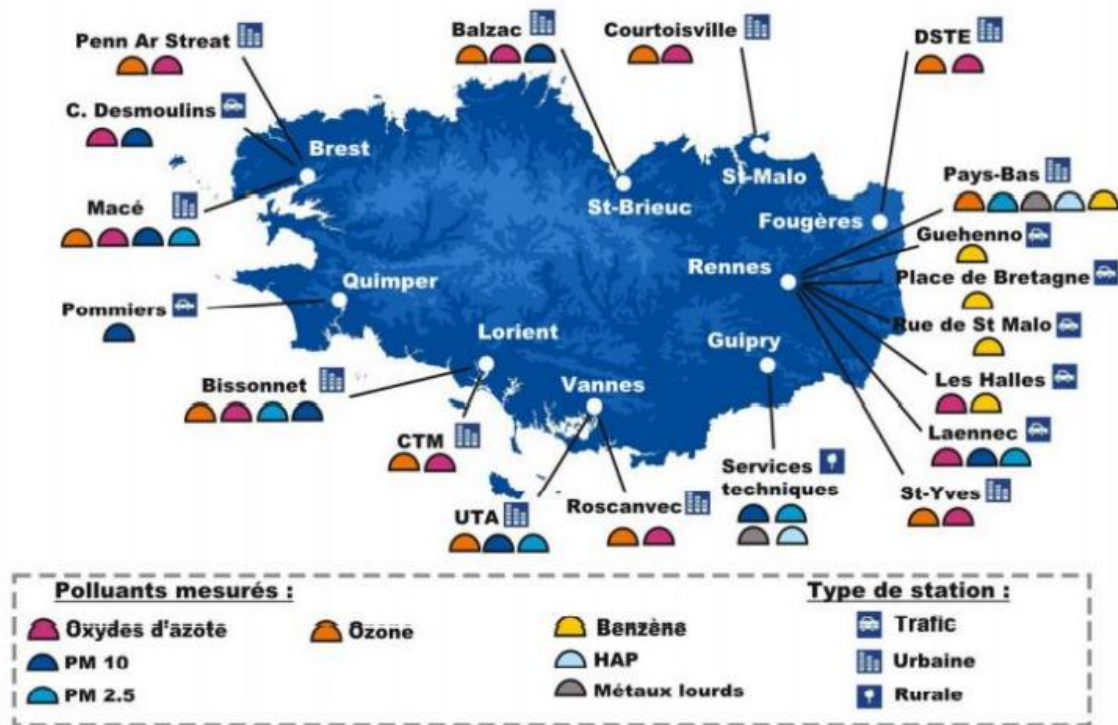 Penn Ar Streat
Balzac
Courtoisville
DSTE
C. Desmoulins
Brest
Macé
St-Malo
St-Brieuc
Fougères
Pays-Bas
Guehenno
Rennes
Place de Bretagne
Quimper
Pommiers
Rue de St Malo
Lorient
Guipry
Bissonnet
Vannes
Les Halles
CTM
Laennec
Services
techniques
UTA
Roscanvec
St-Yves
Polluants mesurés :
Type de station :
Oxydes d'azote
Ozone
Benzène
Trafic
PM 10
HAP
Urbaine
PM 2.5
Métaux lourds
Rurale